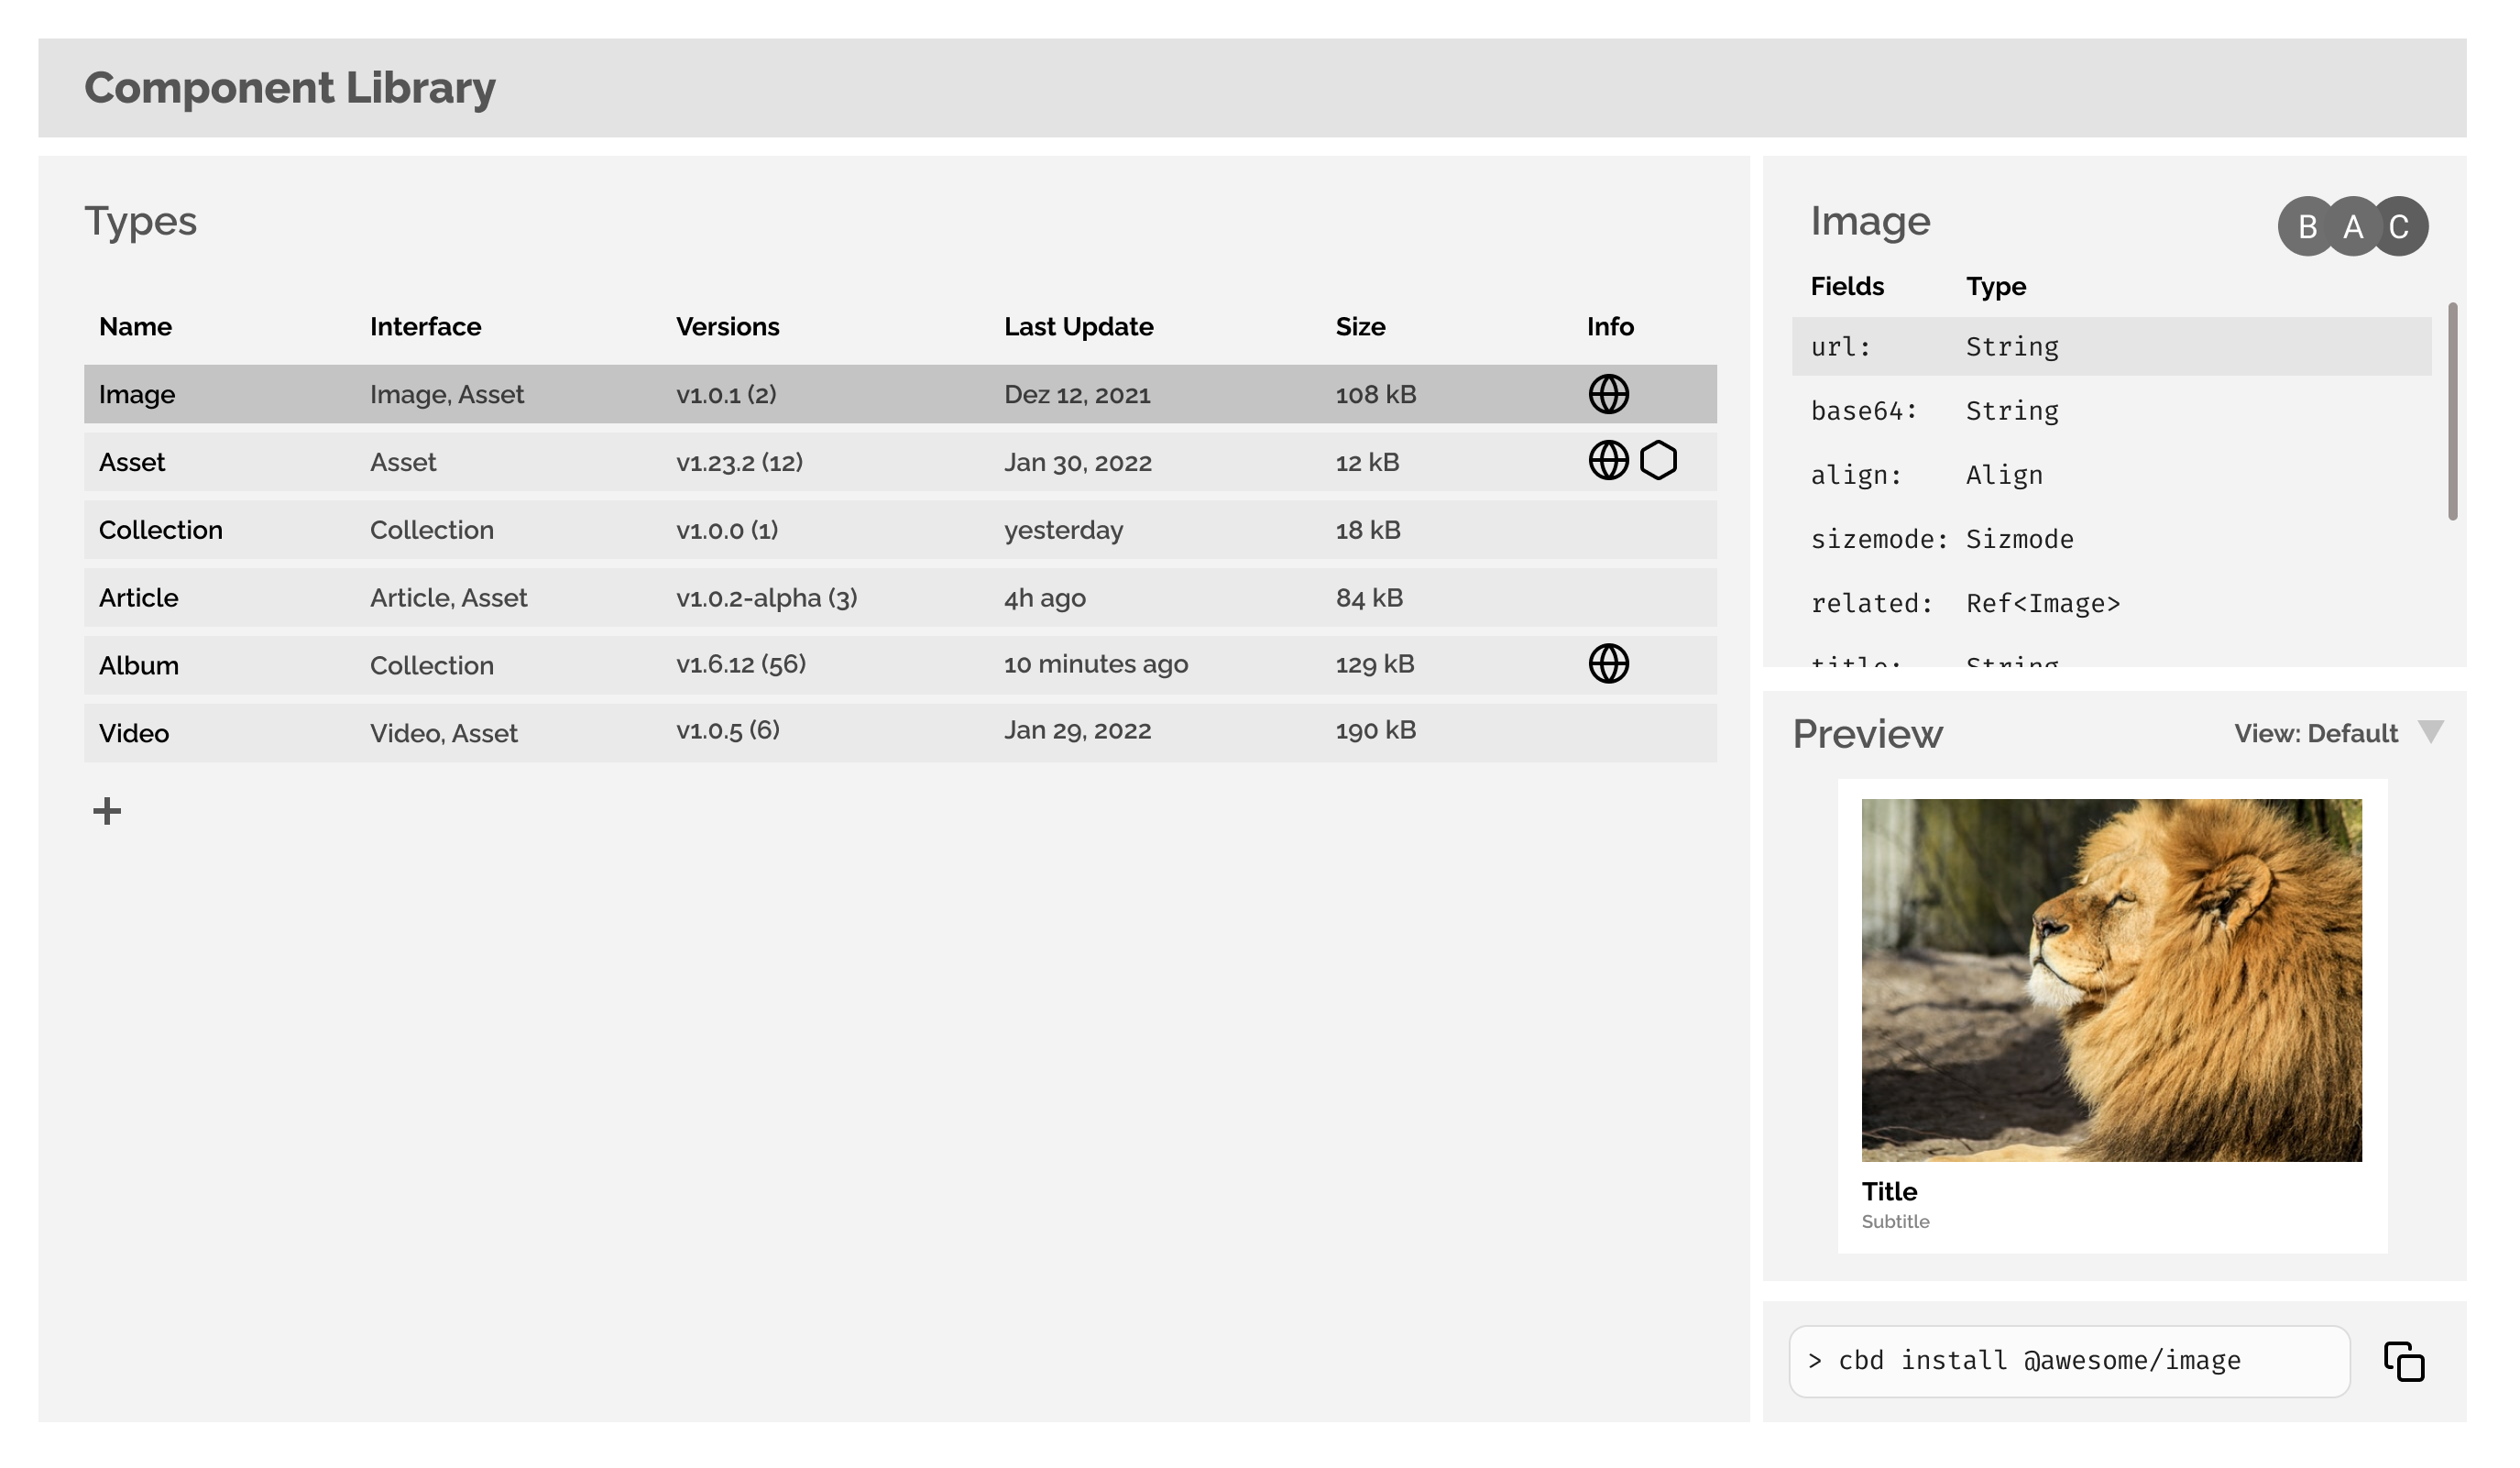 Component Library
Types
Name Interface Versions Last Update Size Info
Image Image, Asset v1.0.1 (2) Dez 12, 2021 108 kB
Asset Asset v1.23.2 (12) Jan 30, 2022 12 kB
Collection Collection v1.0.0 (1) yesterday 18 kB
Article Article, Asset v1.0.2-alpha (3) 4h ago 84 kB
Album Collection v1.6.12 (56) 10 minutes ago 129 kB
Video Video, Asset v1.0.5 (6) Jan 29, 2022 190 kB
+
Image B A C
Fields Type
url: String
base64: String
align: Align
sizemode: Sizmode
related: Ref<Image>
title: String
Preview View: Default
Title
Subtitle
> cbd install @awesome/image